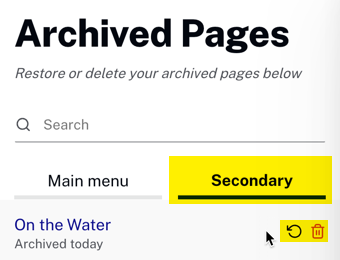 Archived Pages
Restore or delete your archived pages below
Search
Main menu
Secondary
On the Water
Archived today